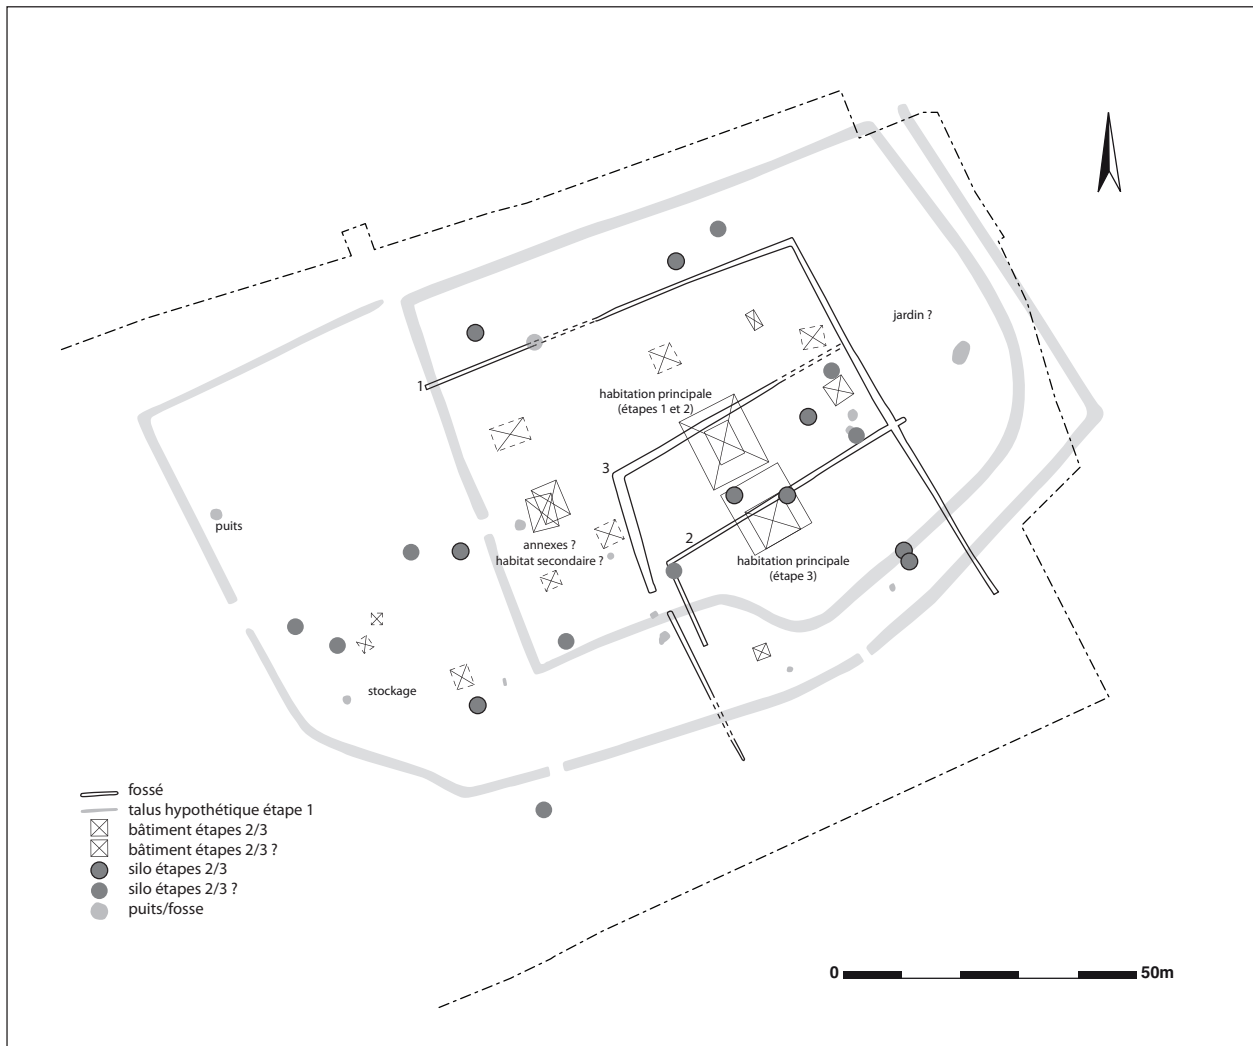 jardin ?
1
habitation principale
(étapes 1 et 2)
3
puits
2
annexes ?
habitat secondaire ?
habitation principale
(étape 3)
stockage
fossé
talus hypothétique étape 1
bâtiment étapes 2/3
bâtiment étapes 2/3 ?
silo étapes 2/3
silo étapes 2/3 ?
puits/fosse
0 50m